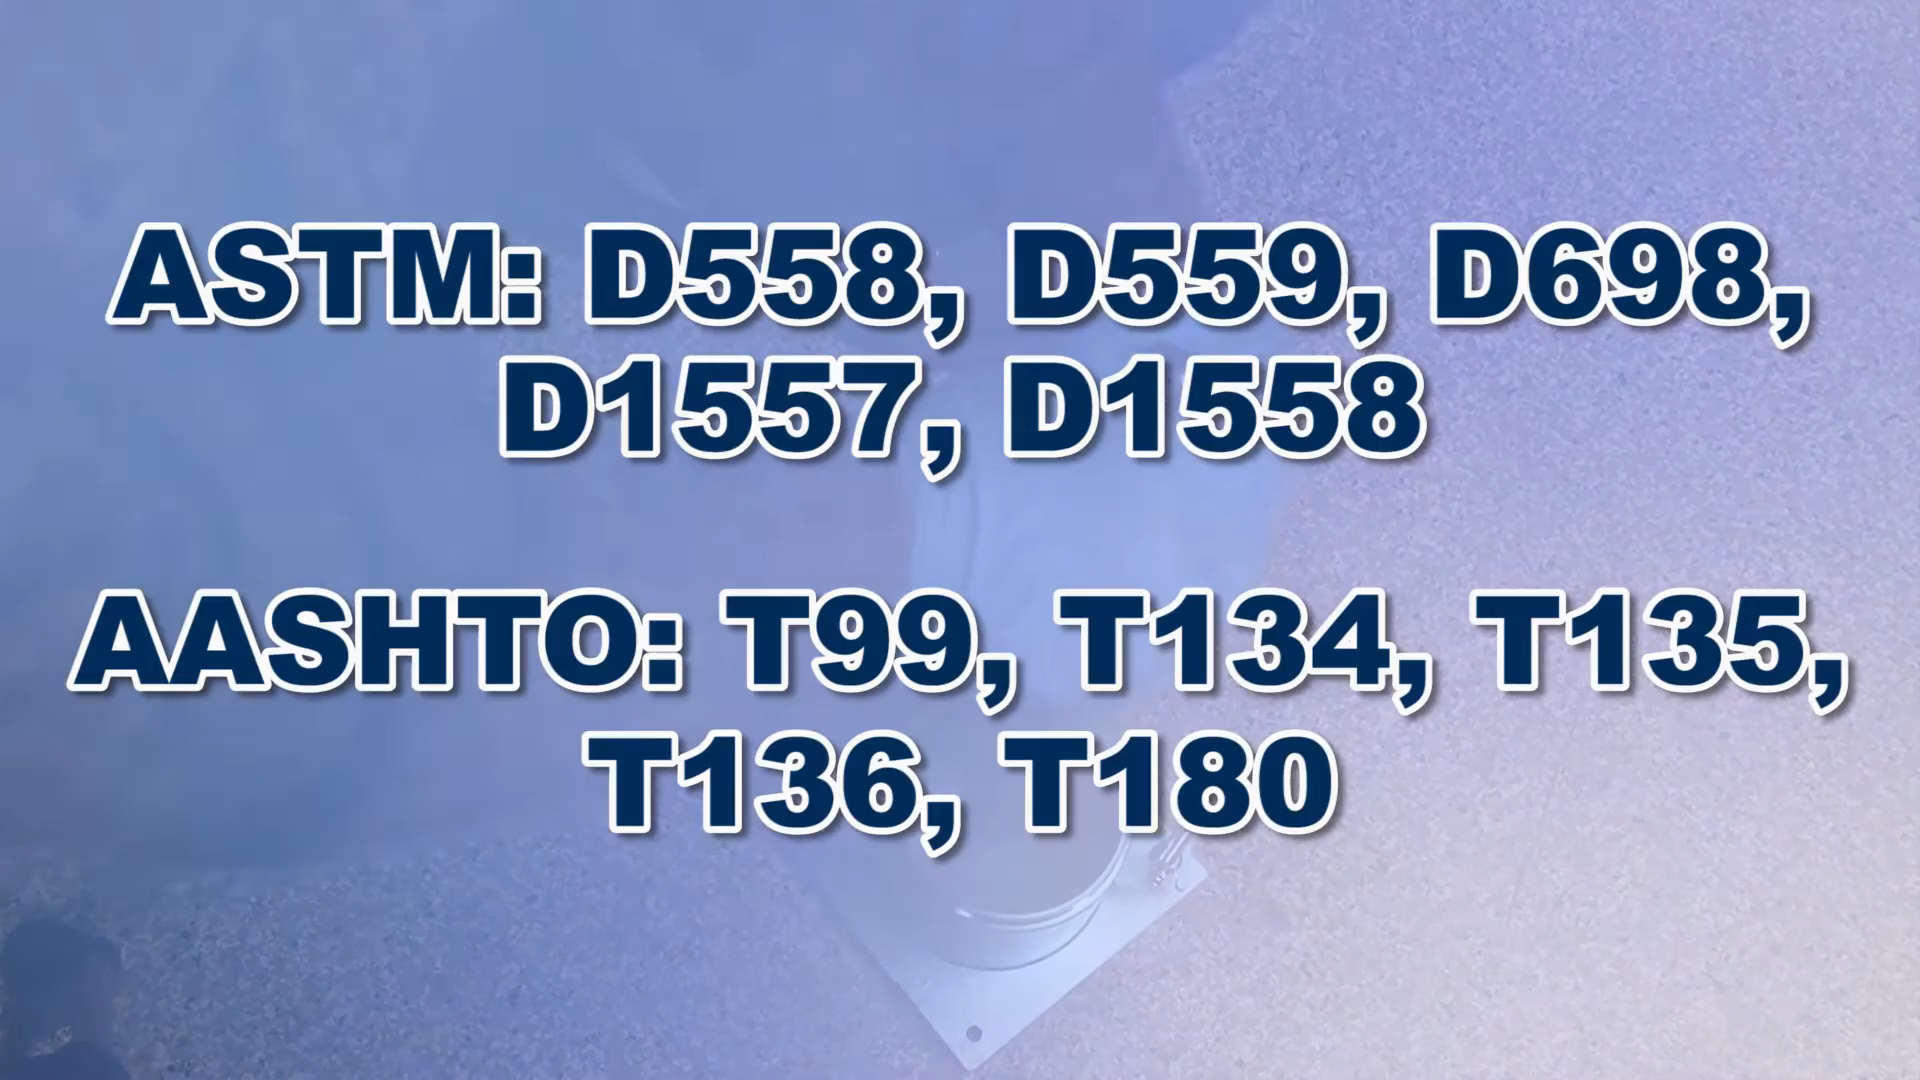 ASTM: D558, D559, D698,
D1557, D1558
AASHTO: T99, T134, T135,
T136, T180